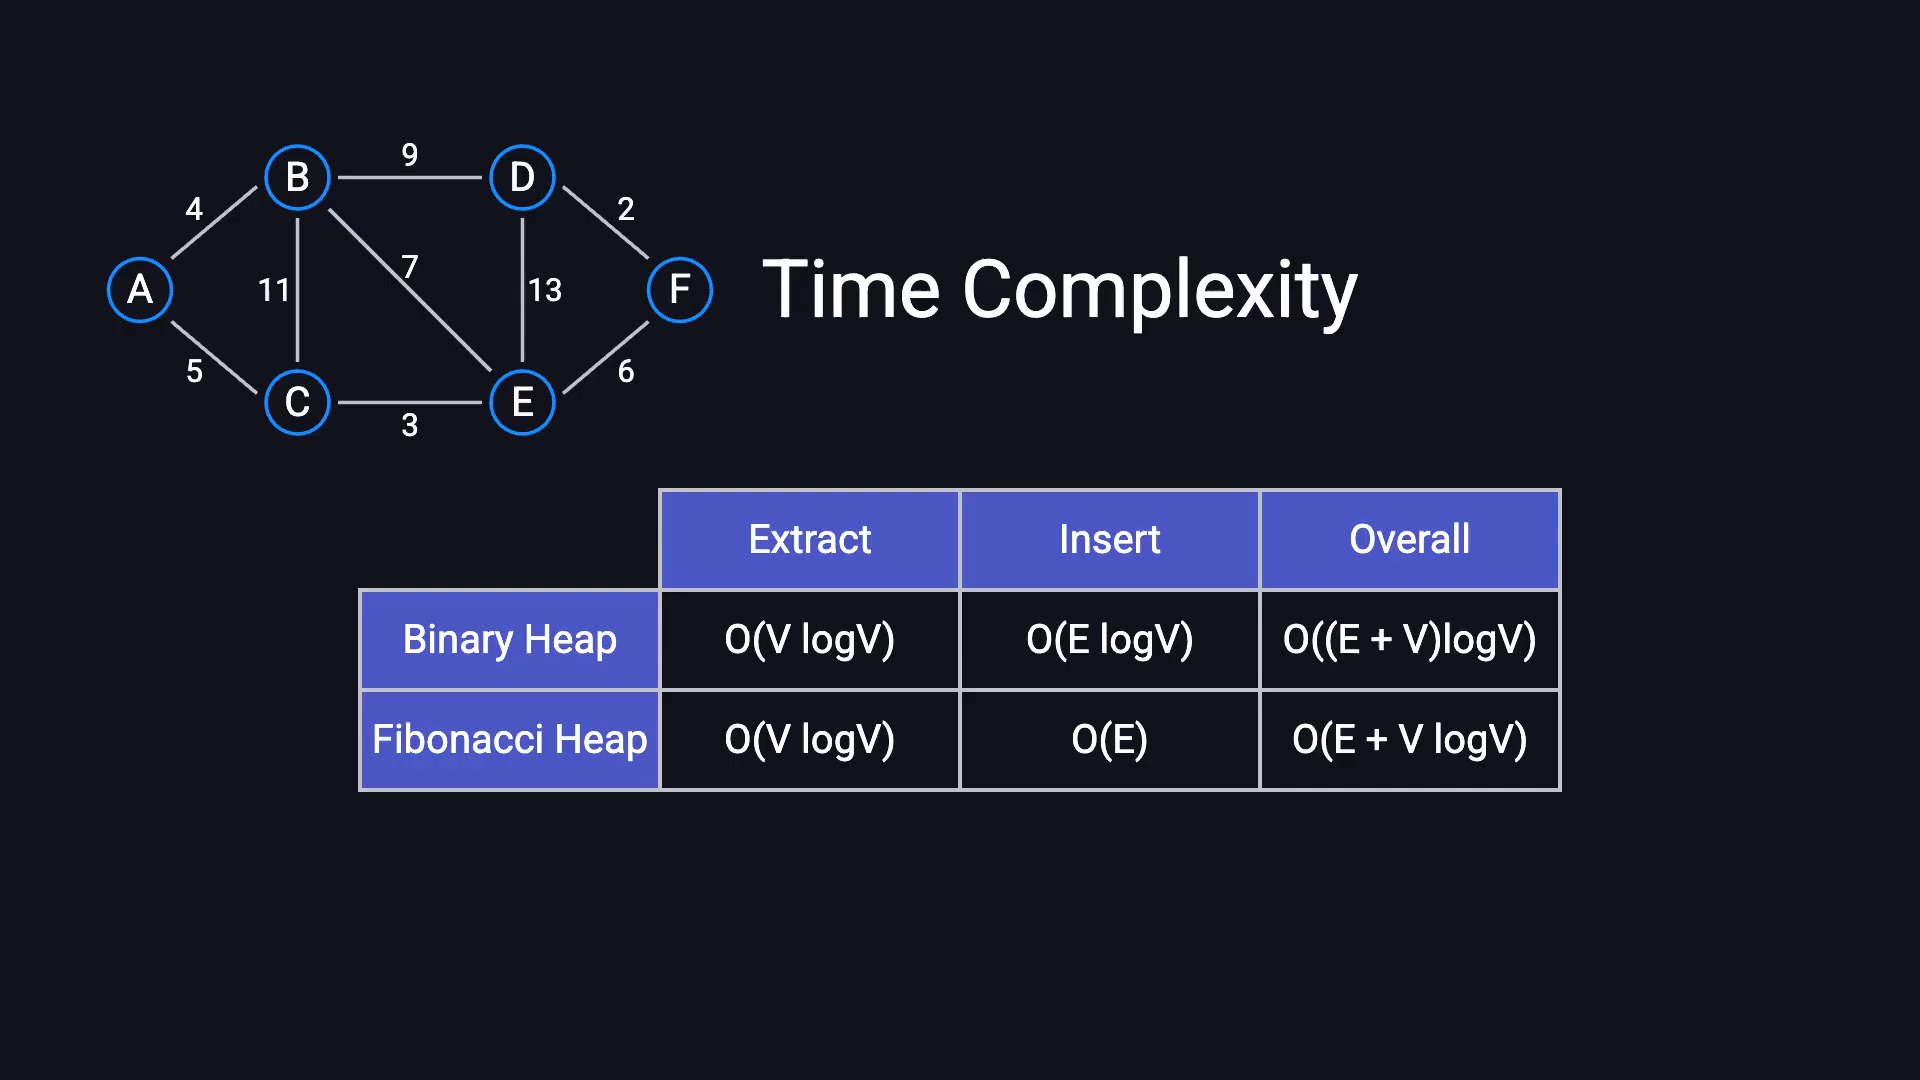 B 9 D
4 2
A 11 7 13 F
Time Complexity
5 6
C 3 E
Extract Insert Overall
Binary Heap O(V logV) O(E logV) O((E + V)logV)
Fibonacci Heap O(V logV) O(E) O(E + V logV)